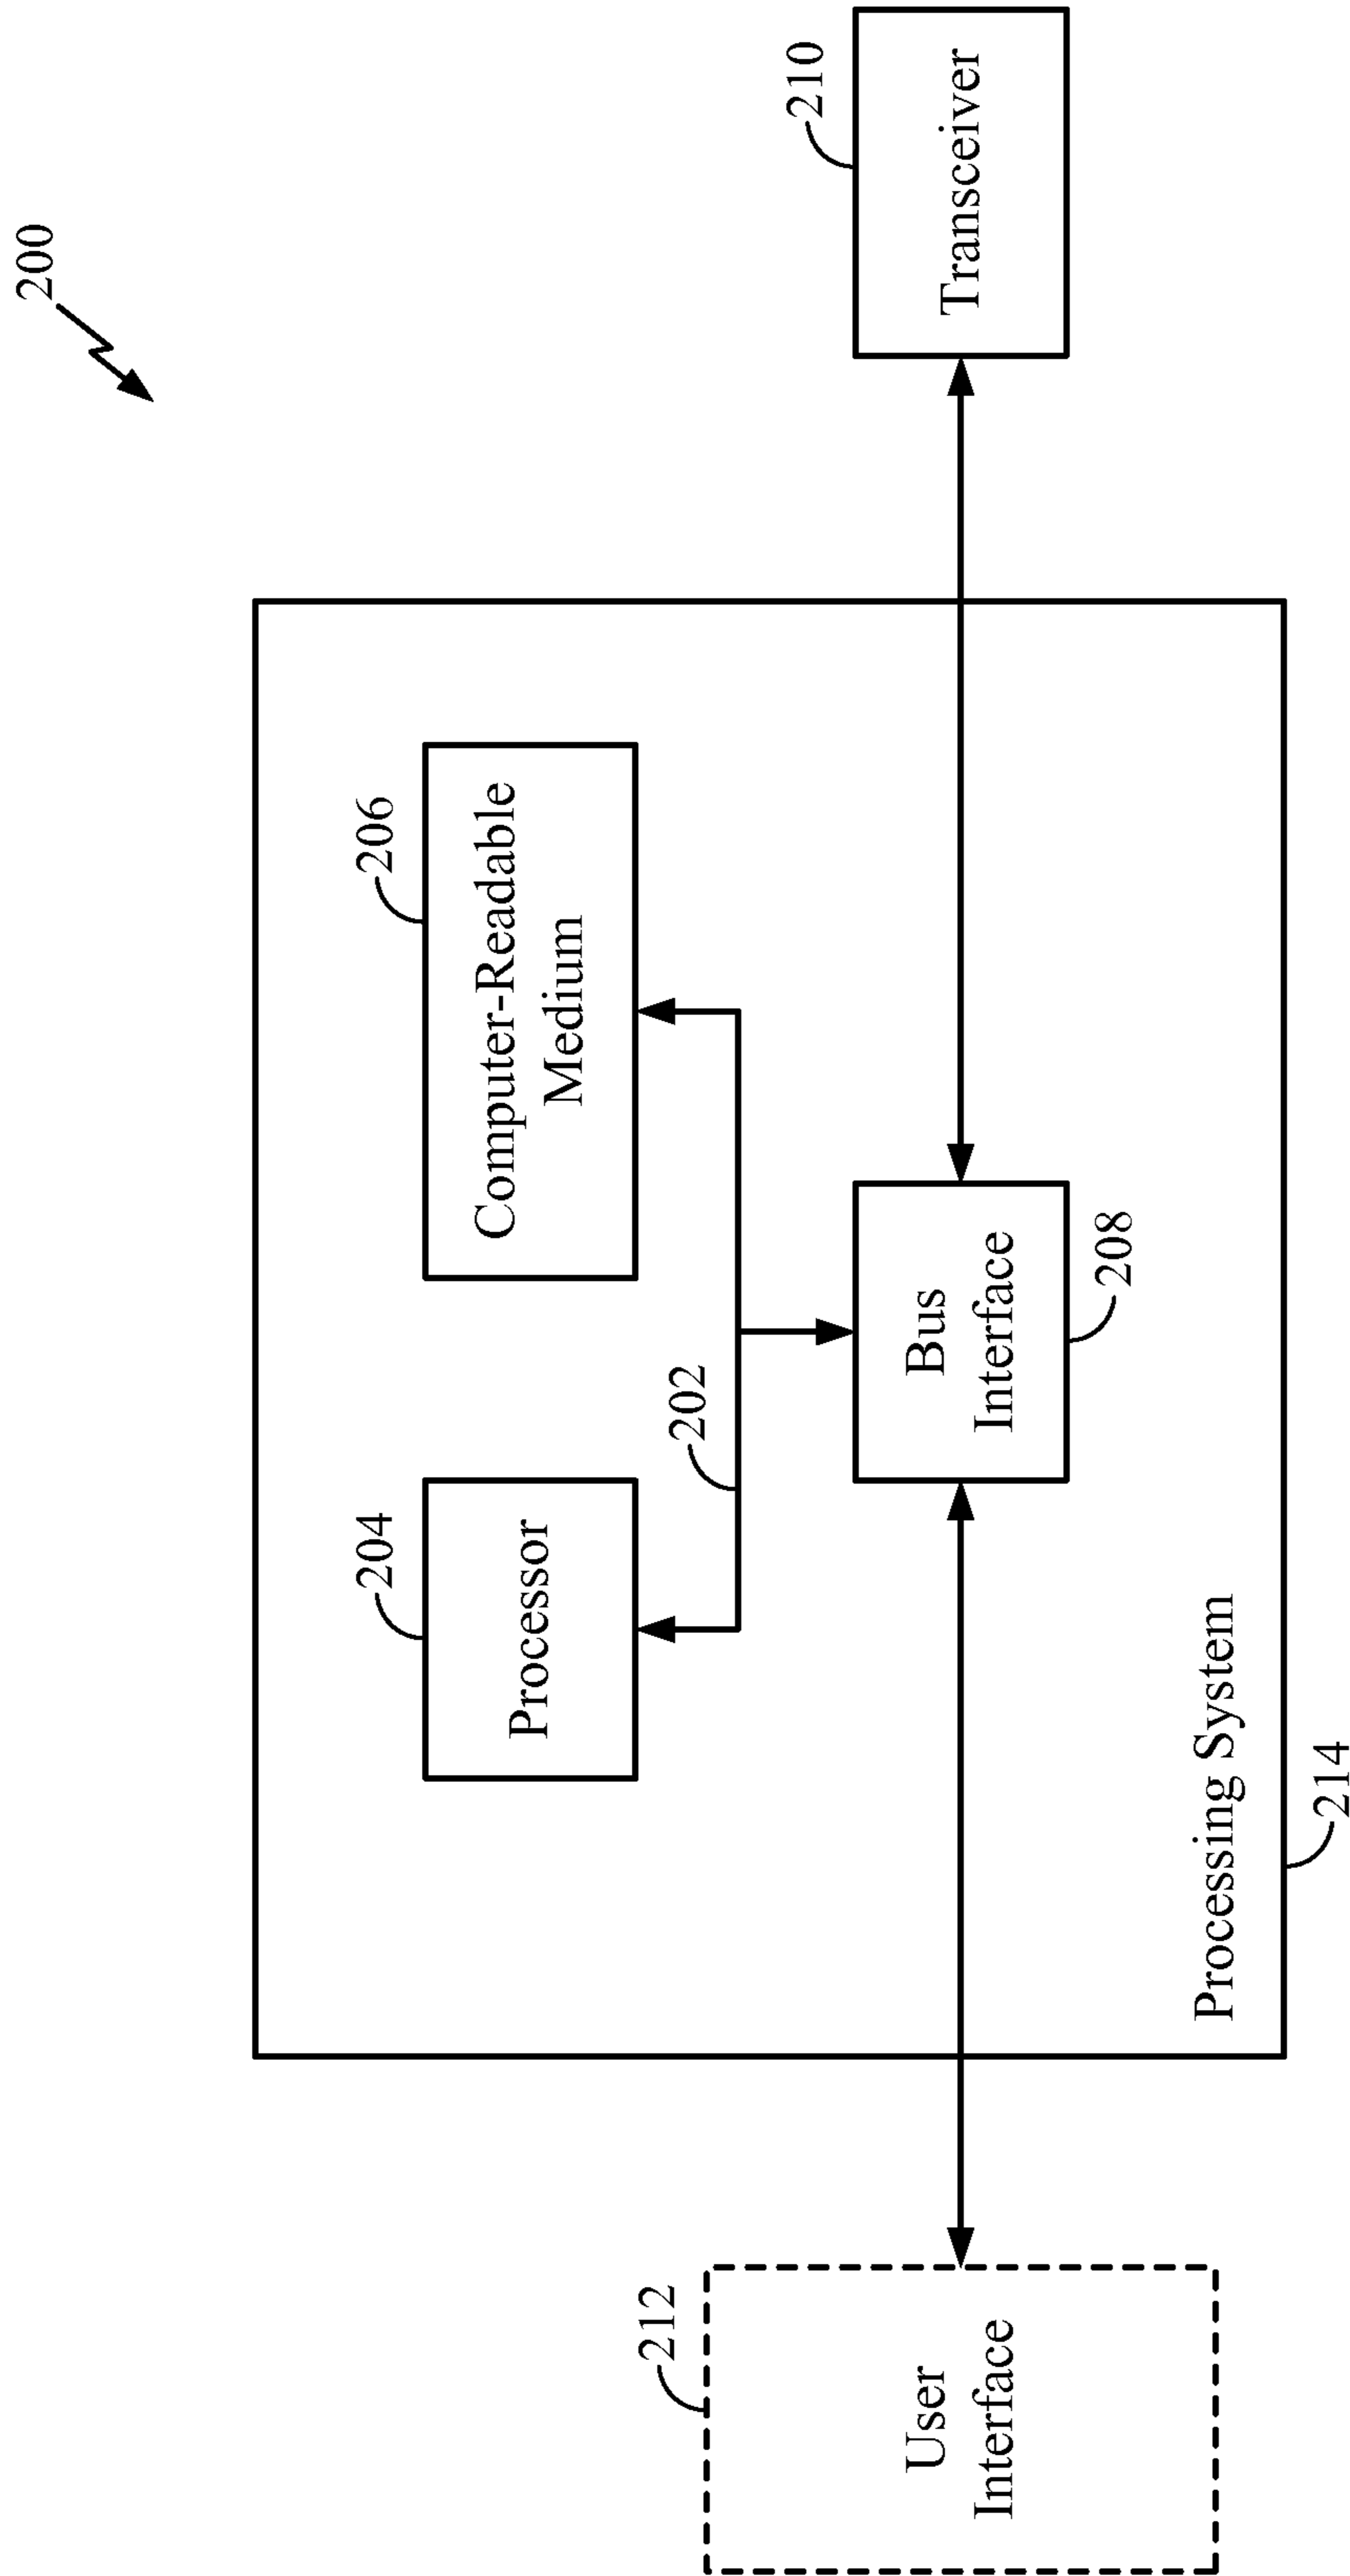 200
204
Processor
206
Computer-Readable
Medium
202
212
User
Interface
Bus
Interface
208
210
Transceiver
Processing System
214